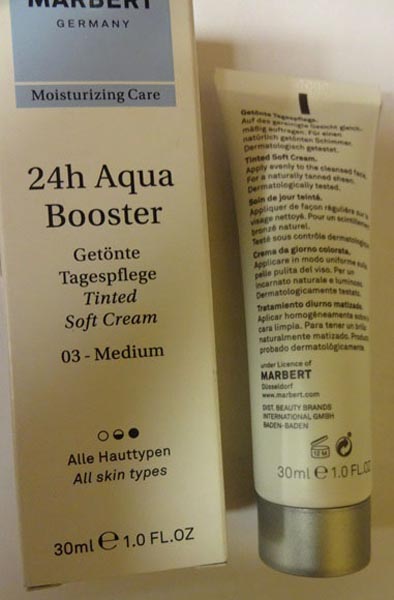 MARBERT
GERMANY
Moisturizing Care
24h Aqua
Booster
Getönte
Tagespflege
Tinted
Soft Cream
03 - Medium
Alle Hauttypen
All skin types
30ml e 1.0 FL.OZ
Getönte Tagespflege.
Auf das gereinigte Gesicht gleich-
mäßig auftragen. Für einen
natürlich getönten Schimmer.
Dermatologisch getestet.
Tinted Soft Cream.
Apply evenly to the cleansed face.
For a naturally tanned sheen.
Dermatologically tested.
Soin de jour teinté.
Appliquer de façon régulière sur le
visage nettoyé. Pour un scintillement
bronzé naturel.
Testé sous contrôle dermatologique.
Crema da giorno colorata.
Applicare in modo uniforme sulla
pelle pulita del viso. Per un
incarnato naturale e luminoso.
Dermatologicamente testato.
Tratamiento diurno matizado.
Aplicar homogéneamente sobre
cara limpia. Para tener un brillo
naturalmente matizado. Producto
probado dermatológicamente.
under Licence of
MARBERT
Düsseldorf
www.marbert.com
DIST. BEAUTY BRANDS
INTERNATIONAL GMBH
BADEN-BADEN
12 M
30ml e 1.0 FL.OZ